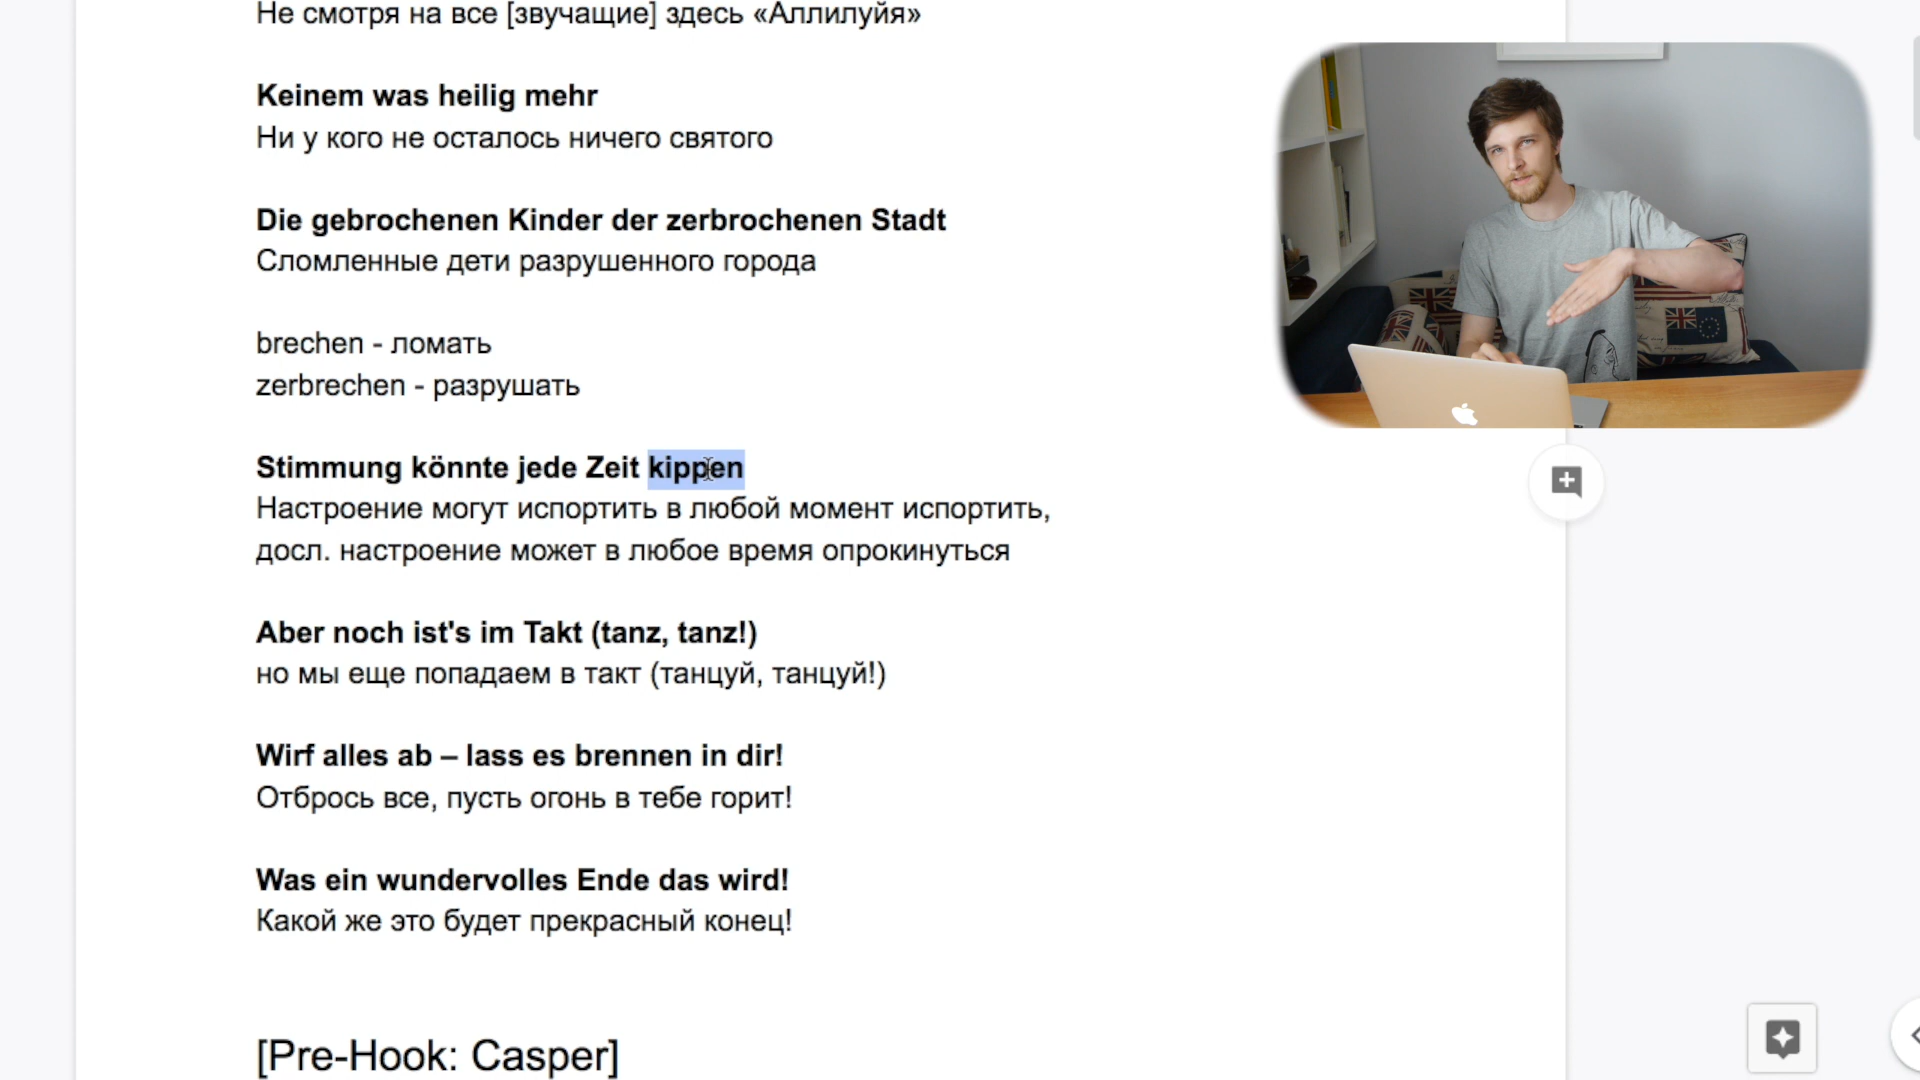 Не смотря на все [звучащие] здесь «Аллилуйя»
Keinem was heilig mehr
Ни у кого не осталось ничего святого
Die gebrochenen Kinder der zerbrochenen Stadt
Сломленные дети разрушенного города
brechen - ломать
zerbrechen - разрушать
Stimmung könnte jede Zeit kippen
Настроение могут испортить в любой момент испортить,
досл. настроение может в любое время опрокинуться
Aber noch ist's im Takt (tanz, tanz!)
но мы еще попадаем в такт (танцуй, танцуй!)
Wirf alles ab – lass es brennen in dir!
Отбрось все, пусть огонь в тебе горит!
Was ein wundervolles Ende das wird!
Какой же это будет прекрасный конец!
[Pre-Hook: Casper]